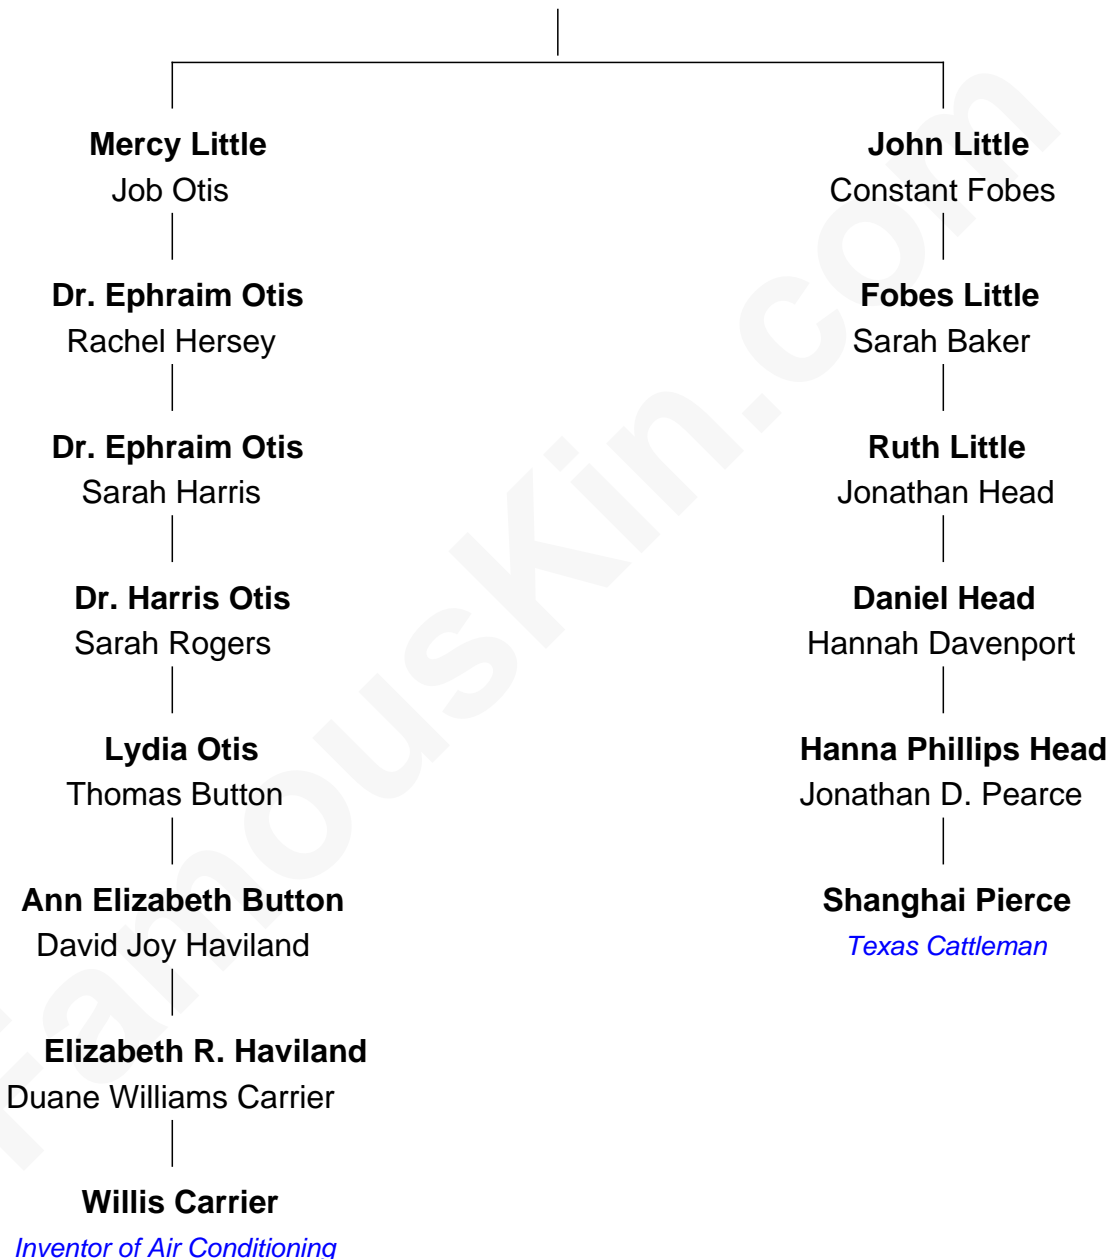 Mercy Little
Job Otis
Dr. Ephraim Otis
Rachel Hersey
Dr. Ephraim Otis
Sarah Harris
Dr. Harris Otis
Sarah Rogers
Lydia Otis
Thomas Button
Ann Elizabeth Button
David Joy Haviland
Elizabeth R. Haviland
Duane Williams Carrier
Willis Carrier
Inventor of Air Conditioning
John Little
Constant Fobes
Fobes Little
Sarah Baker
Ruth Little
Jonathan Head
Daniel Head
Hannah Davenport
Hanna Phillips Head
Jonathan D. Pearce
Shanghai Pierce
Texas Cattleman
FamousKin.com